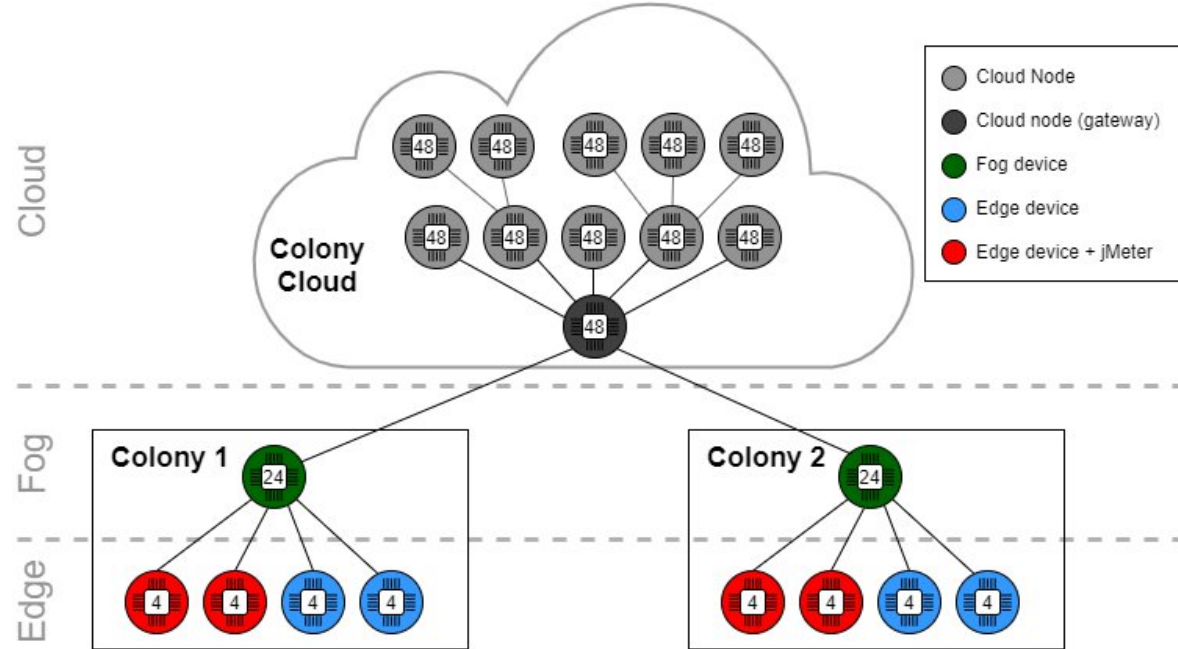 Cloud
Cloud Node
Cloud node (gateway)
Fog device
Edge device
Edge device + jMeter
48 48 48 48 48
48 48 48 48 48
Colony
Cloud
48
Fog
Colony 1
24
Colony 2
24
Edge
4 4 4 4
4 4 4 4